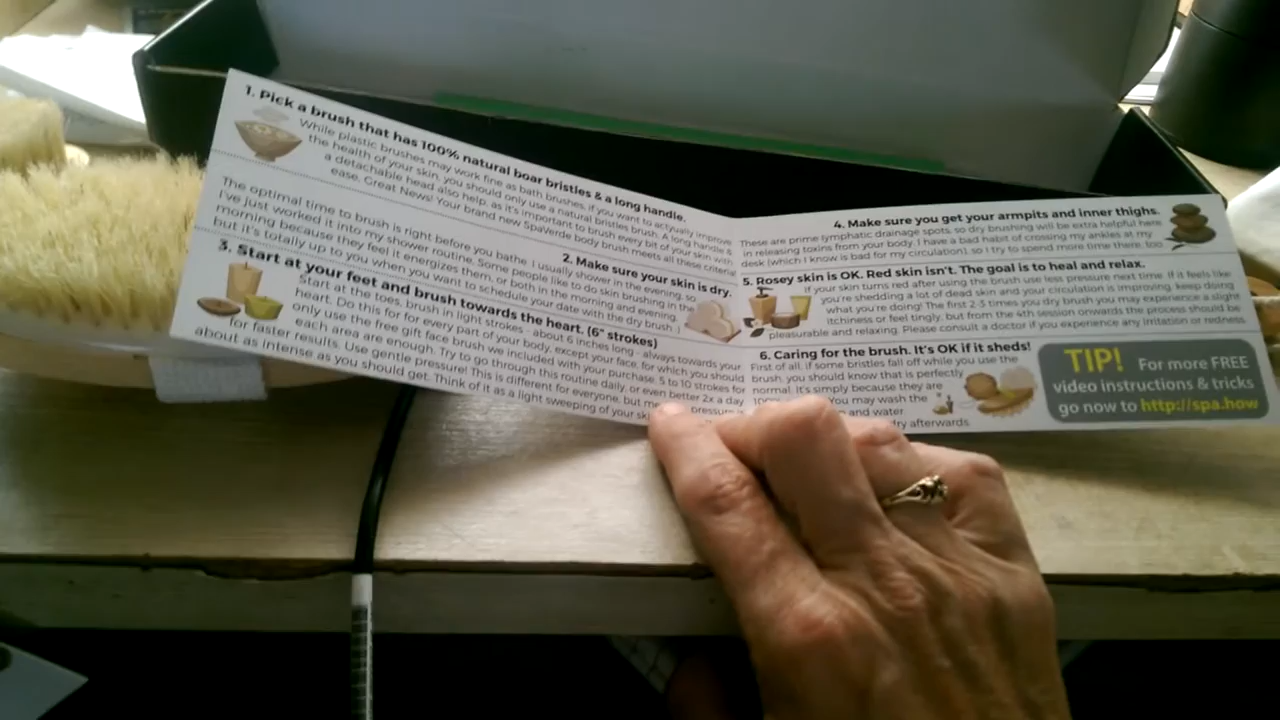 1. Pick a brush that has 100% natural boar bristles & a long handle.
While plastic brushes may work fine as bath brushes, if you want to actually improve
the health of your skin, you should only use a natural bristles brush. A long handle &
a detachable head also help, as it's important to brush every bit of your skin with
ease. Great News! Your brand new SpaVerde body brush meets all these criteria!
2. Make sure your skin is dry.
The optimal time to brush is right before you bathe. I usually shower in the evening, so
I've just worked it into my shower routine. Some people like to do skin brushing in the
morning because they feel it energizes them, or both in the morning and evening,
but it's totally up to you when you want to schedule your date with the dry brush :)
3. Start at your feet and brush towards the heart. (6" strokes)
Start at the toes, brush in light strokes - about 6 inches long - always towards your
heart. Do this for every part of your body, except your face, for which you should
only use the free gift face brush we included with your purchase. 5 to 10 strokes for
each area are enough. Try to go through this routine daily, or even better 2x a day
for faster results. Use gentle pressure! This is different for everyone, but pressure
about as intense as you should get. Think of it as a light sweeping of your
4. Make sure you get your armpits and inner thighs.
These are prime lymphatic drainage spots, so dry brushing will be extra helpful here
in releasing toxins from your body. I have a bad habit of crossing my ankles at my
desk (which I know is bad for my circulation), so I try to spend more time there, too.
5. Rosey skin is OK. Red skin isn't. The goal is to heal and relax.
If your skin turns red after using the brush use less pressure next time. If it feels like
you're shedding a lot of dead skin and your circulation is improving, keep doing
what you're doing! The first 2-3 times you dry brush you may experience a slight
itchiness or feel tingly, but from the 4th session onwards the process should be
pleasurable and relaxing. Please consult a doctor if you experience any irritation or redness.
6. Caring for the brush. It's OK if it sheds!
First of all, if some bristles fall off while you use the
brush, you should know that is perfectly
normal. It's simply because they are
You may wash the
and water
dry afterwards
TIP! For more FREE
video instructions & tricks
go now to http://spa.how